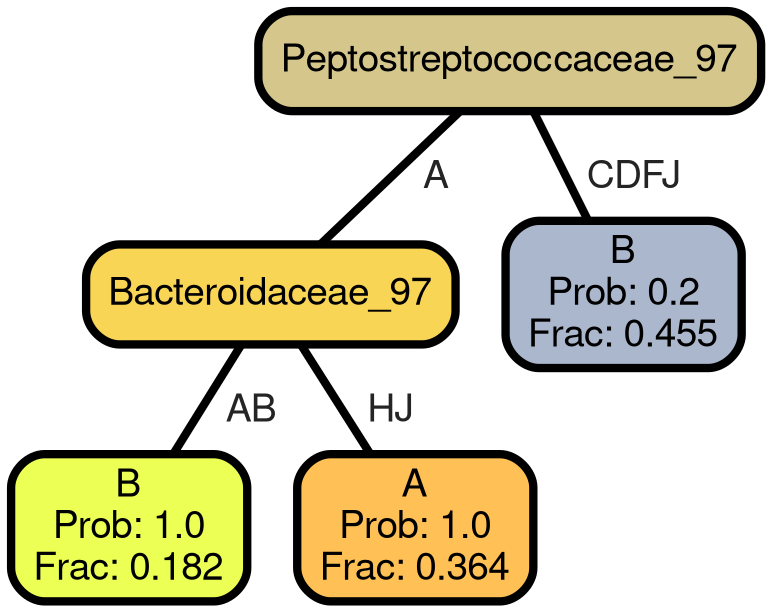 Peptostreptococcaceae_97
A
CDFJ
B
Prob: 0.2
Frac: 0.455
Bacteroidaceae_97
AB
HJ
B
Prob: 1.0
Frac: 0.182
A
Prob: 1.0
Frac: 0.364